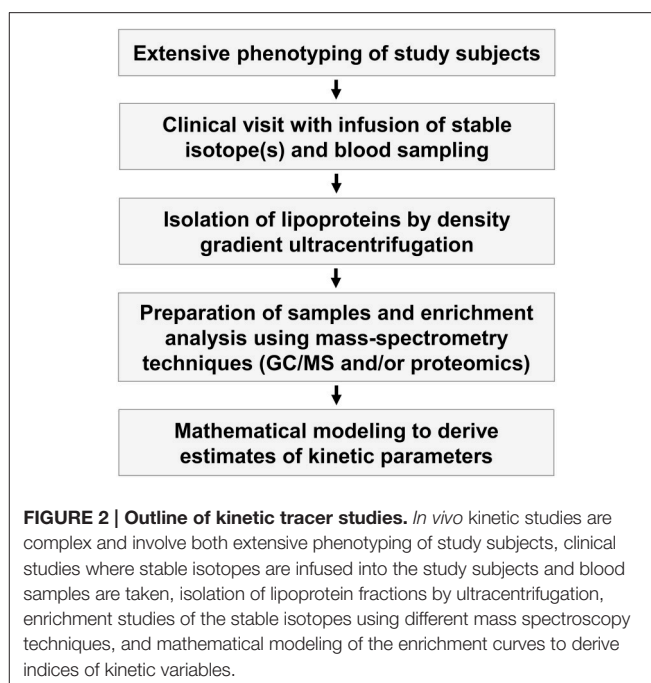 Extensive phenotyping of study subjects
Clinical visit with infusion of stable
isotope(s) and blood sampling
Isolation of lipoproteins by density
gradient ultracentrifugation
Preparation of samples and enrichment
analysis using mass-spectrometry
techniques (GC/MS and/or proteomics)
Mathematical modeling to derive
estimates of kinetic parameters
FIGURE 2 | Outline of kinetic tracer studies. In vivo kinetic studies are
complex and involve both extensive phenotyping of study subjects, clinical
studies where stable isotopes are infused into the study subjects and blood
samples are taken, isolation of lipoprotein fractions by ultracentrifugation,
enrichment studies of the stable isotopes using different mass spectroscopy
techniques, and mathematical modeling of the enrichment curves to derive
indices of kinetic variables.